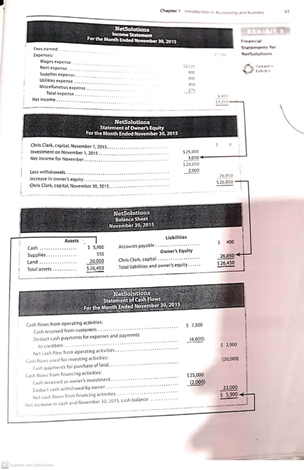 Chapter 1 Introduction to Accounting and Business 17
EXHIBIT 8
Financial
Statements for
NetSolutions
Dynamic
Exhibit
NetSolutions
Income Statement
For the Month Ended November 30, 2015
Fees earned
Expenses:
Wages expense
Rent expense 800
Supplies expense 800
Utilities expense 450
Miscellaneous expense 275
Total expense 4,450
Net income $3,050
NetSolutions
Statement of Owner's Equity
For the Month Ended November 30, 2015
Chris Clark, capital, November 1, 2015 $ 0
Investment on November 1, 2015 $25,000
Net income for November 3,050
$28,050
Less withdrawals 2,000
Increase in owner's equity 26,050
Chris Clark, capital, November 30, 2015 $26,050
NetSolutions
Balance Sheet
November 30, 2015
Assets Liabilities
Cash $ 5,900 Accounts payable $ 400
Supplies 550 Owner's Equity
Land 20,000 Chris Clark, capital 26,050
Total assets $26,450 Total liabilities and owner's equity $26,450
NetSolutions
Statement of Cash Flows
For the Month Ended November 30, 2015
Cash flows from operating activities:
Cash received from customers $ 7,500
Deduct cash payments for expenses and payments
to creditors (4,600)
Net cash flow from operating activities $ 2,900
Cash flows used for investing activities:
Cash payments for purchase of land (20,000)
Cash flows from financing activities:
Cash received as owner's investment $25,000
Deduct cash withdrawal by owner (2,000)
Net cash flows from financing activities 23,000
Net increase in cash and November 30, 2015, cash balance $ 5,900
Scanned with CamScanner